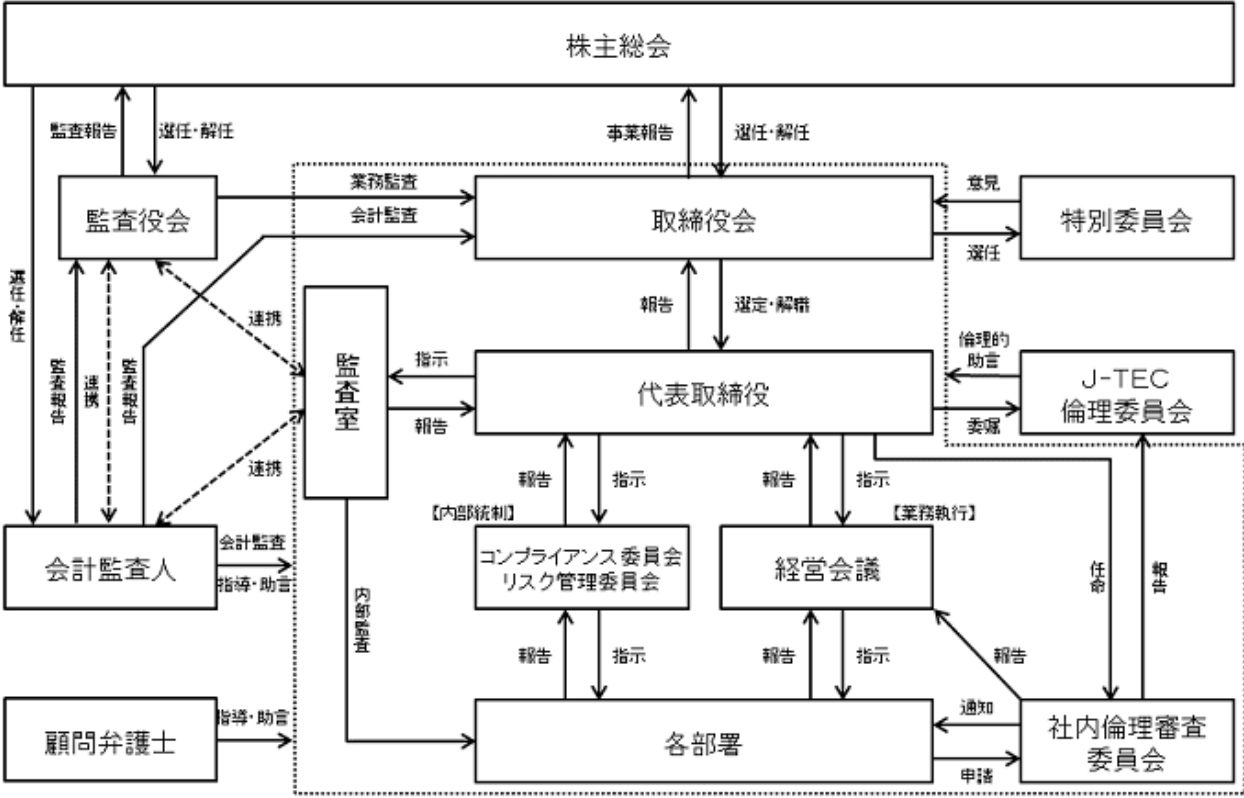 株主総会
監査報告
選任・解任
事業報告
選任・解任
監査役会
業務監査
会計監査
取締役会
意見
選任
特別委員会
選任・解任
連携
報告
選定・解職
監査室
指示
報告
代表取締役
倫理的
助言
委嘱
J-TEC
倫理委員会
監査報告
連携
監査報告
連携
報告
指示
報告
指示
【内部統制】
【業務執行】
会計監査人
会計監査
指導・助言
コンプライアンス委員会
リスク管理委員会
経営会議
任命
報告
内部監査
報告
指示
報告
指示
報告
顧問弁護士
指導・助言
各部署
通知
申請
社内倫理審査
委員会